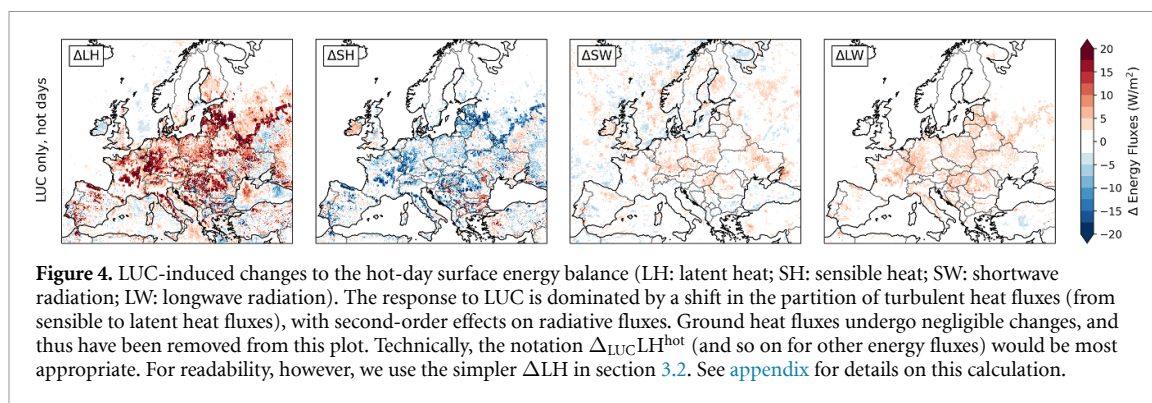 LUC only, hot days
ΔLH
ΔSH
ΔSW
ΔLW
20
15
10
5
0
−5
−10
−15
−20
Δ Energy Fluxes (W/m²)
Figure 4. LUC-induced changes to the hot-day surface energy balance (LH: latent heat; SH: sensible heat; SW: shortwave
radiation; LW: longwave radiation). The response to LUC is dominated by a shift in the partition of turbulent heat fluxes (from
sensible to latent heat fluxes), with second-order effects on radiative fluxes. Ground heat fluxes undergo negligible changes, and
thus have been removed from this plot. Technically, the notation Δ_LUC LH^hot (and so on for other energy fluxes) would be most
appropriate. For readability, however, we use the simpler ΔLH in section 3.2. See appendix for details on this calculation.